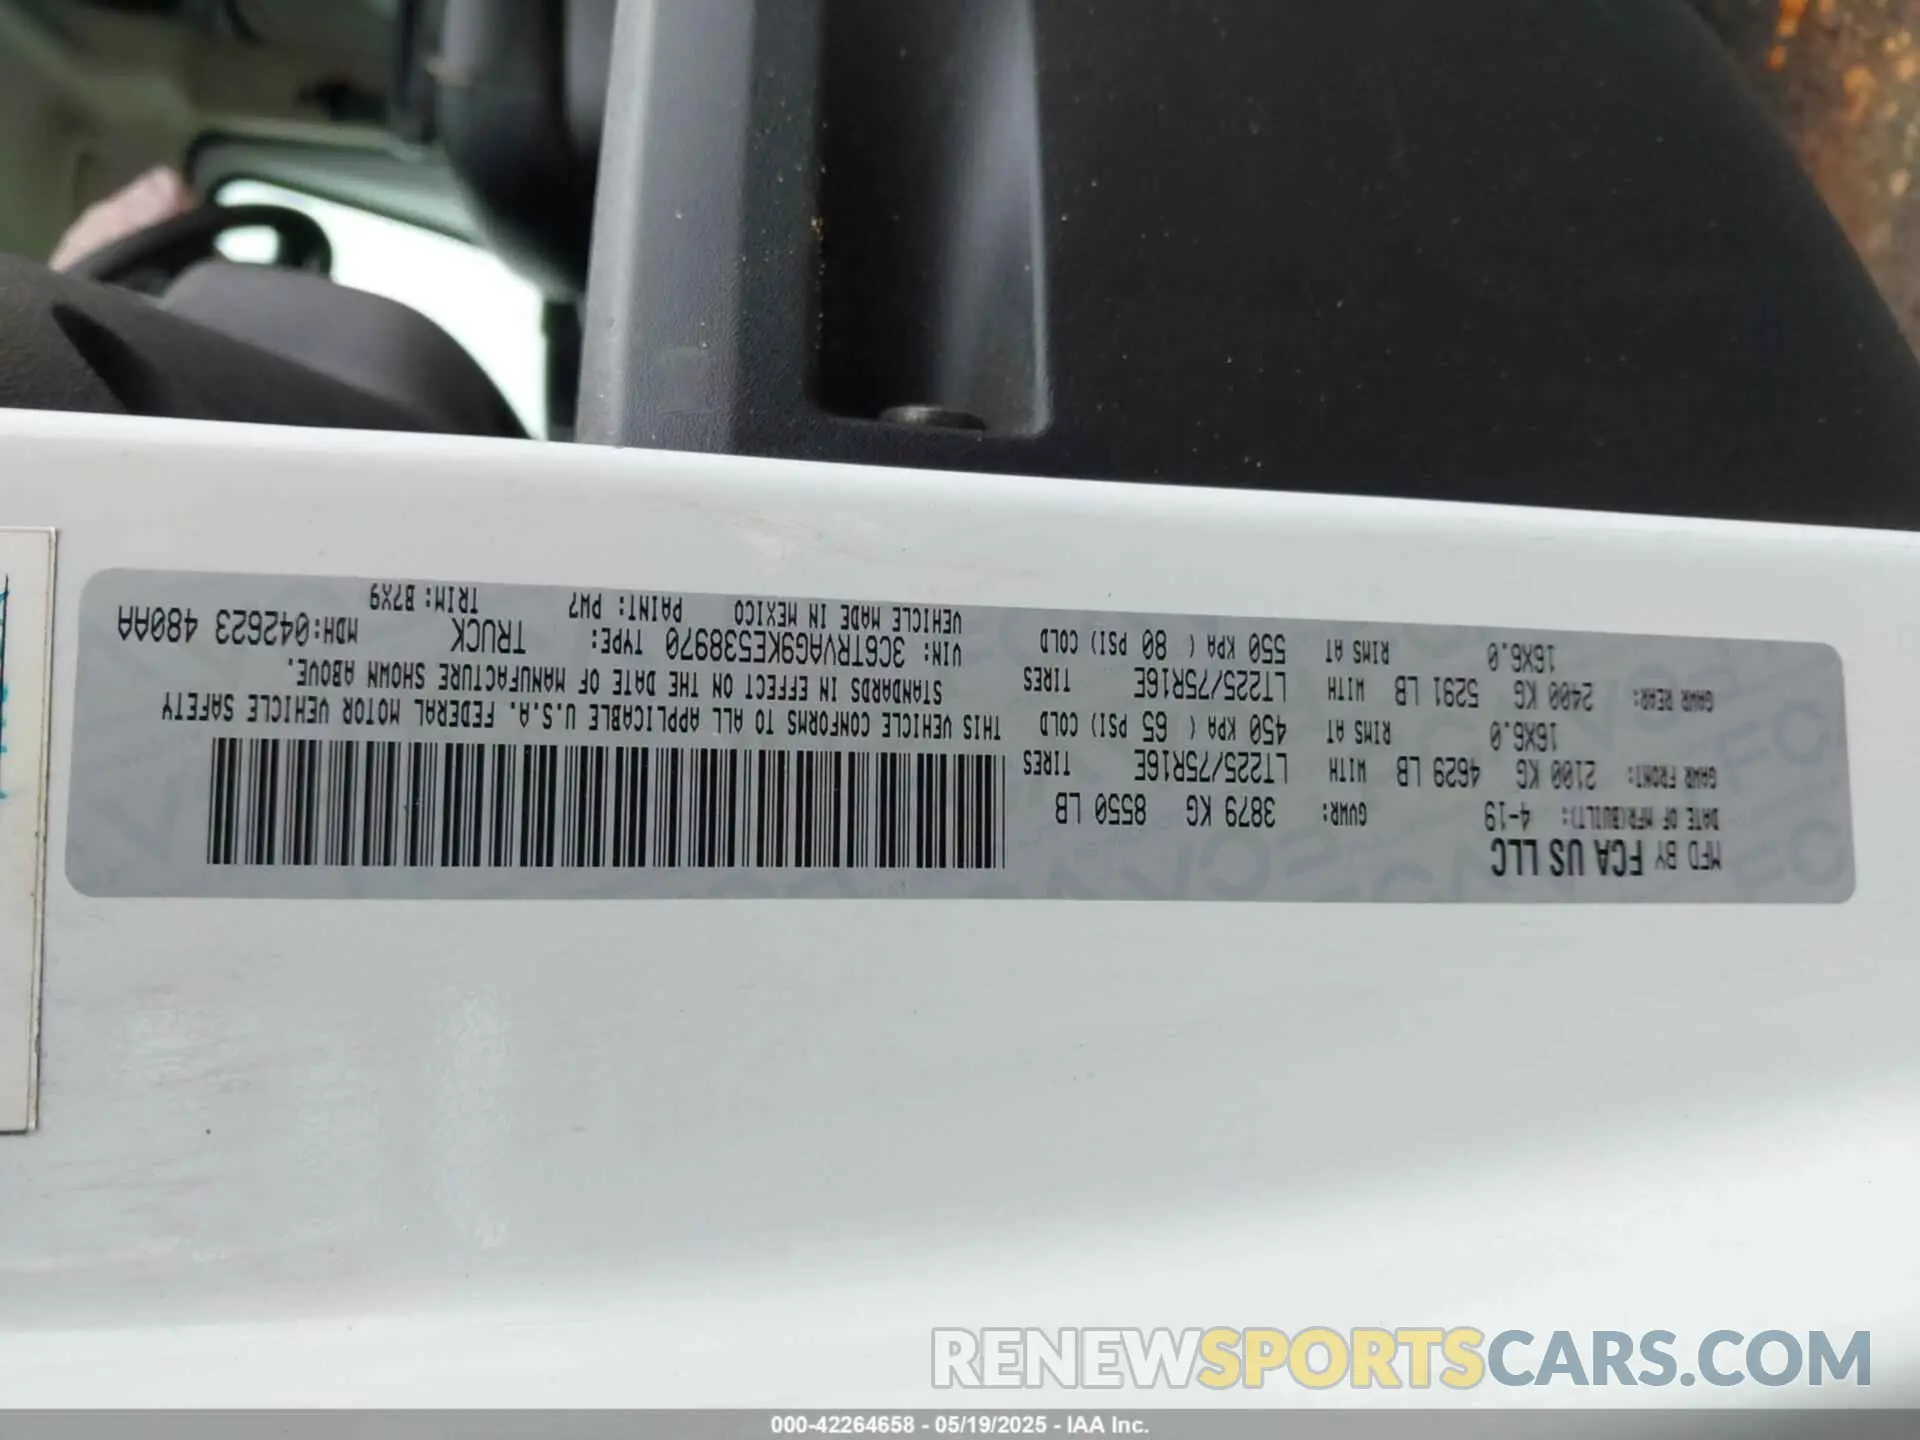 MFD BY FCA US LLC
DATE OF MFR(BUILT): 4-19 GVWR: 3879 KG 8550 LB
GAWR FRONT: 2100 KG 4629 LB WITH LT225/75R16E TIRES
16X6.0 RIMS AT 450 KPA ( 65 PSI) COLD
GAWR REAR: 2400 KG 5291 LB WITH LT225/75R16E TIRES
16X6.0 RIMS AT 550 KPA ( 80 PSI) COLD
THIS VEHICLE CONFORMS TO ALL APPLICABLE U.S.A. FEDERAL MOTOR VEHICLE SAFETY
STANDARDS IN EFFECT ON THE DATE OF MANUFACTURE SHOWN ABOVE.
VIN: 3C6TRVAG9KE538970 TYPE: TRUCK MDH:042623 480AA
VEHICLE MADE IN MEXICO PAINT: PW7 TRIM: B7X9
RENEWSPORTSCARS.COM
000-42264658 - 05/19/2025 - IAA Inc.